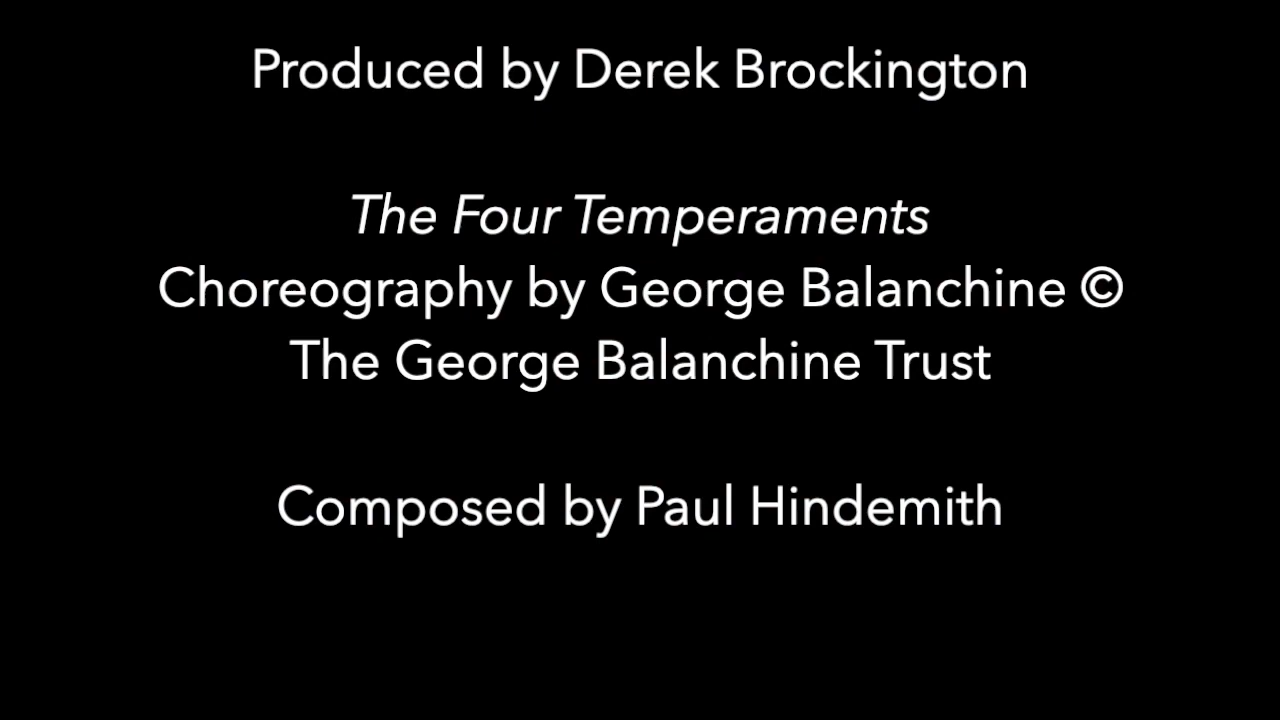 Produced by Derek Brockington
The Four Temperaments
Choreography by George Balanchine ©
The George Balanchine Trust
Composed by Paul Hindemith